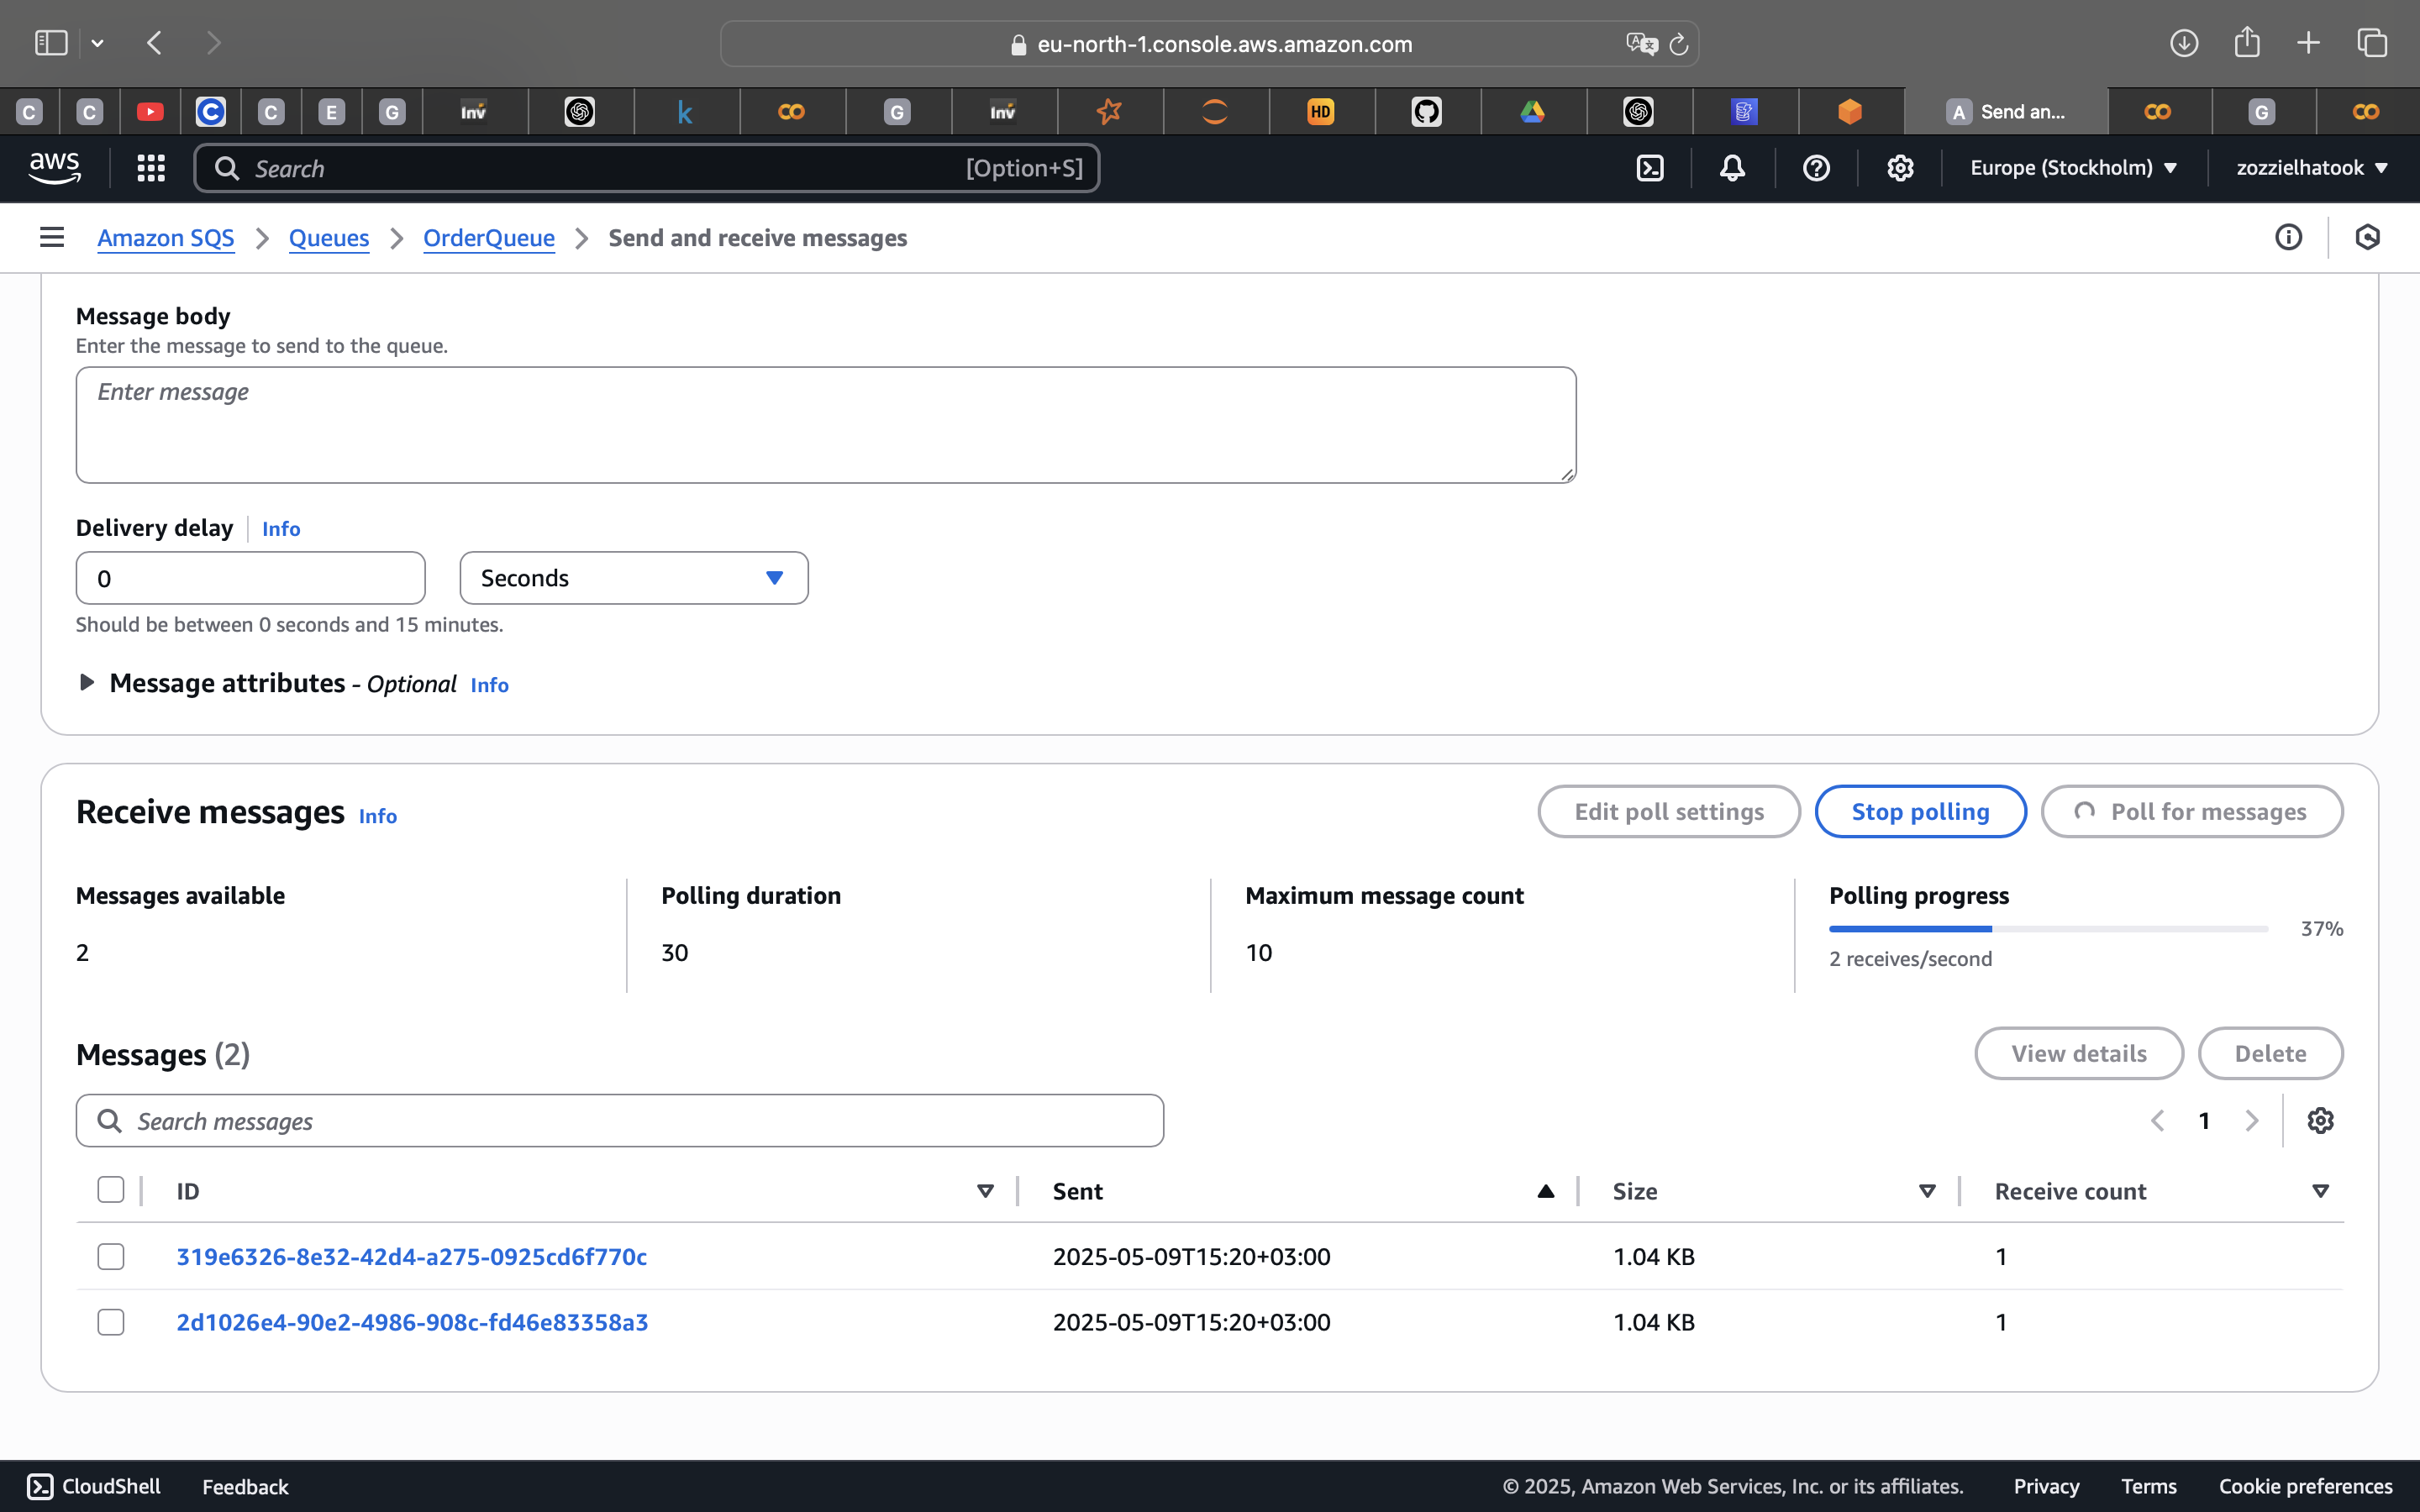 eu-north-1.console.aws.amazon.com
C
C
C
C
E
G
Inv
k
G
Inv
HD
A Send an...
G
aws
Search
[Option+S]
Europe (Stockholm)
zozzielhatook
Amazon SQS
Queues
OrderQueue
Send and receive messages
Message body
Enter the message to send to the queue.
Enter message
Delivery delay
Info
0
Seconds
Should be between 0 seconds and 15 minutes.
Message attributes - Optional Info
Receive messages Info
Edit poll settings
Stop polling
Poll for messages
Messages available
2
Polling duration
30
Maximum message count
10
Polling progress
37%
2 receives/second
Messages (2)
View details
Delete
Search messages
1
ID
Sent
Size
Receive count
319e6326-8e32-42d4-a275-0925cd6f770c
2025-05-09T15:20+03:00
1.04 KB
1
2d1026e4-90e2-4986-908c-fd46e83358a3
2025-05-09T15:20+03:00
1.04 KB
1
CloudShell
Feedback
© 2025, Amazon Web Services, Inc. or its affiliates.
Privacy
Terms
Cookie preferences